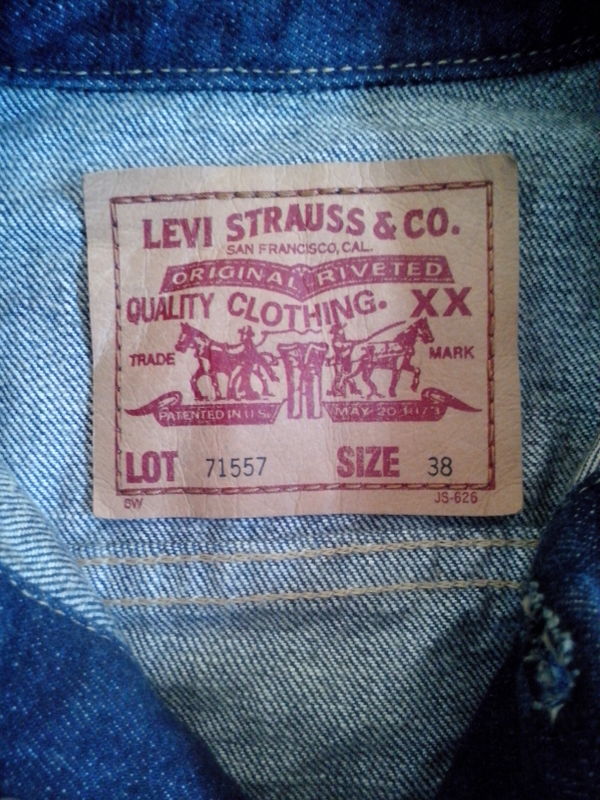 LEVI STRAUSS & CO.
SAN FRANCISCO, CAL.
ORIGINAL RIVETED
QUALITY CLOTHING. XX
TRADE MARK
PATENTED IN U.S. MAY 20 1873
LOT 71557 SIZE 38
SW JS-626